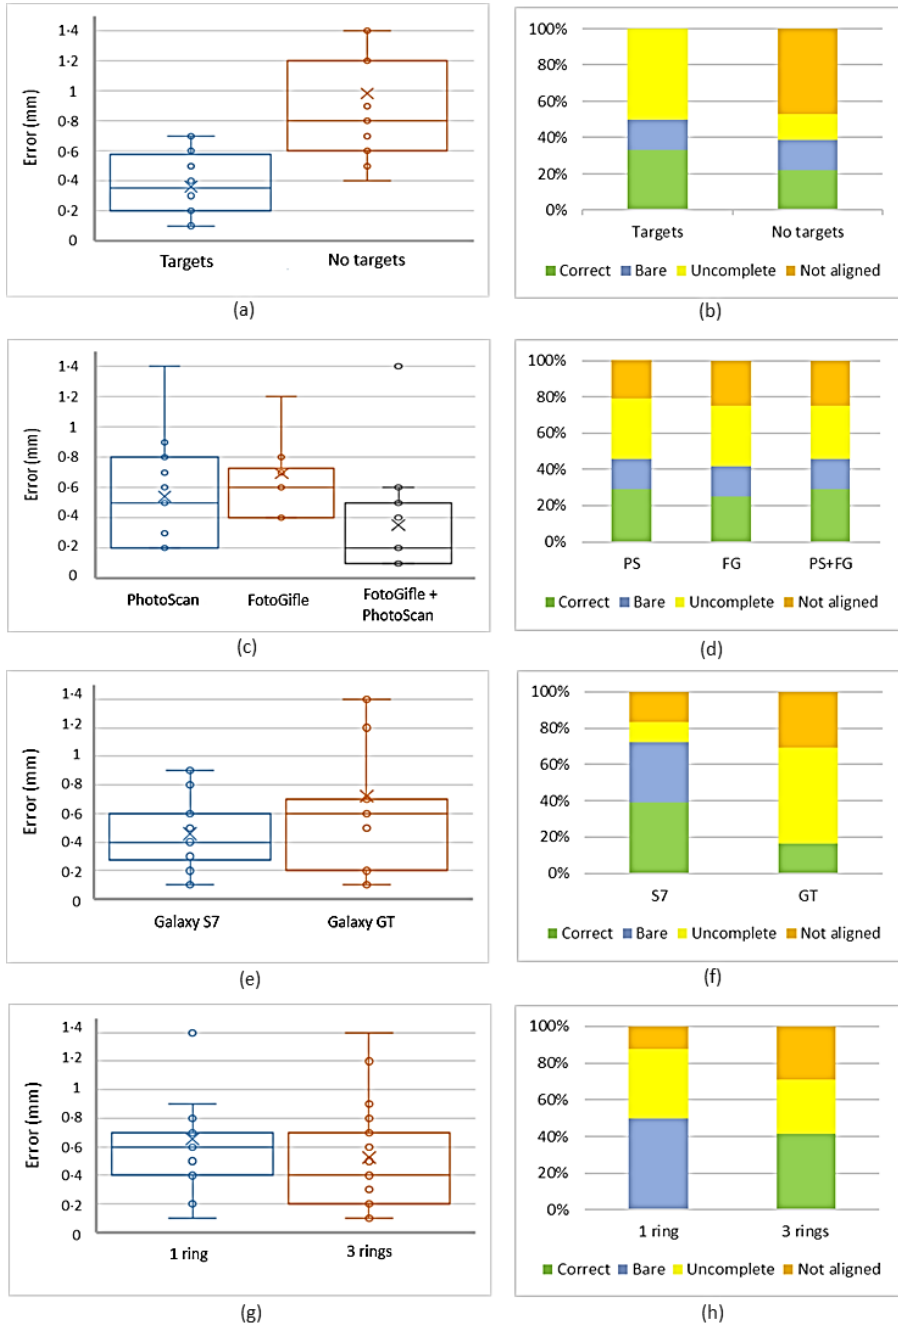 1·4
1·2
1
0·8
0·6
0·4
0·2
0
Error (mm)
Targets
No targets
(a)
100%
80%
60%
40%
20%
0%
Targets
No targets
Correct Bare Uncomplete Not aligned
(b)
1·4
1·2
1
0·8
0·6
0·4
0·2
0
Error (mm)
PhotoScan
FotoGifle
FotoGifle +
PhotoScan
(c)
100%
80%
60%
40%
20%
0%
PS
FG
PS+FG
Correct Bare Uncomplete Not aligned
(d)
1·4
1·2
1
0·8
0·6
0·4
0·2
0
Error (mm)
Galaxy S7
Galaxy GT
(e)
100%
80%
60%
40%
20%
0%
S7
GT
Correct Bare Uncomplete Not aligned
(f)
1·4
1·2
1
0·8
0·6
0·4
0·2
0
Error (mm)
1 ring
3 rings
(g)
100%
80%
60%
40%
20%
0%
1 ring
3 rings
Correct Bare Uncomplete Not aligned
(h)